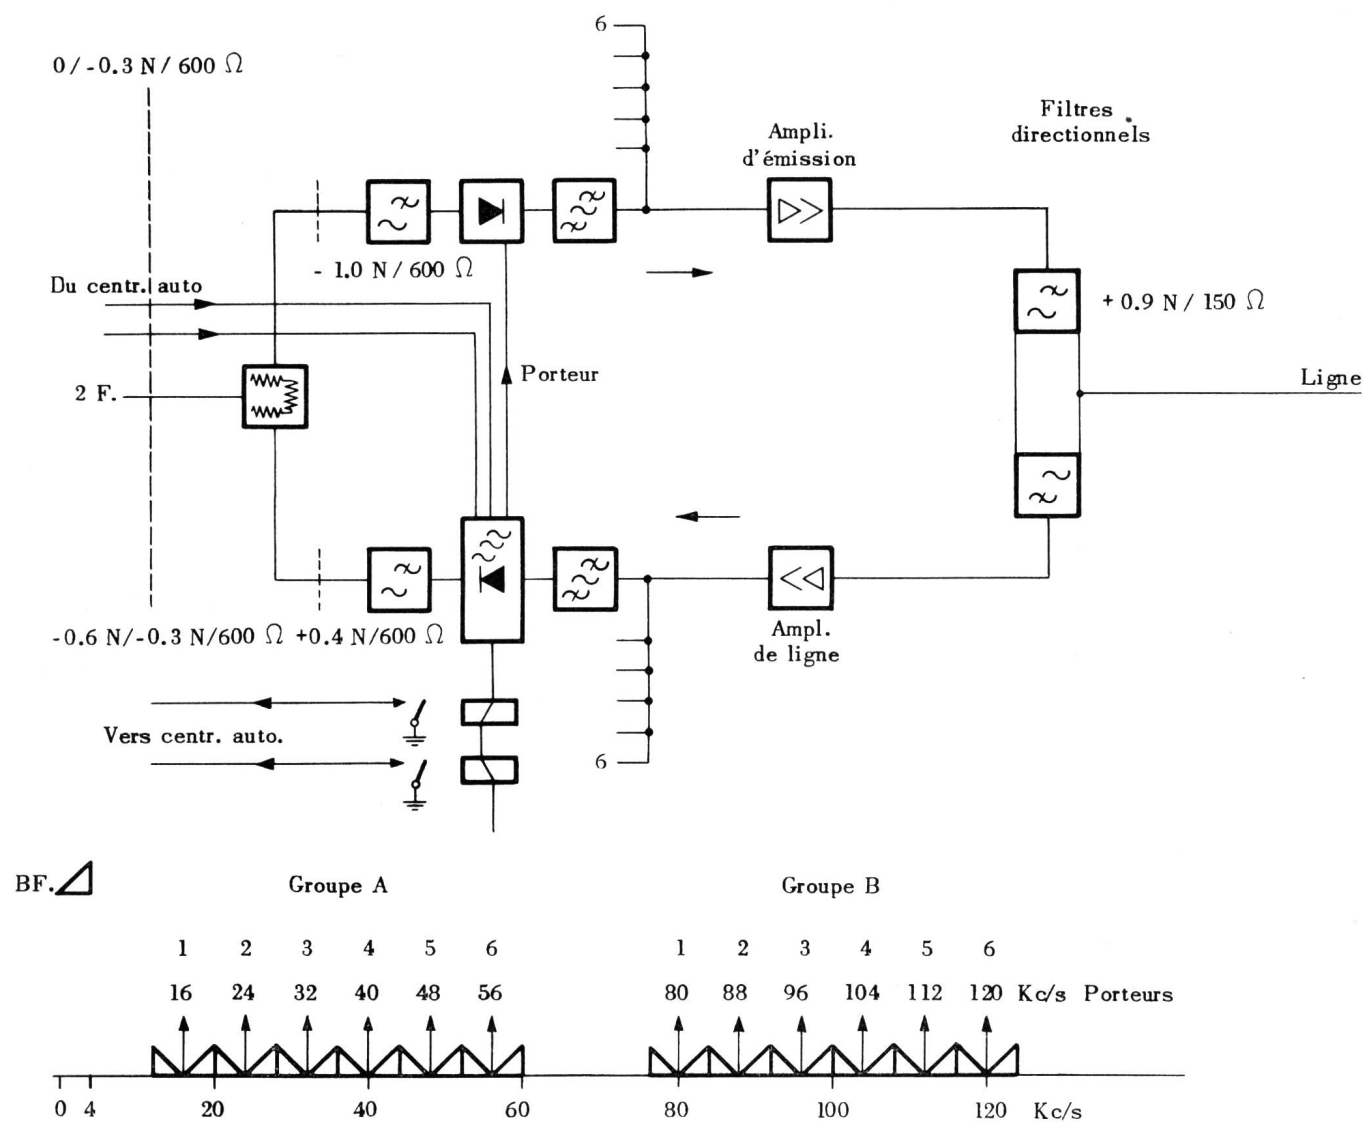 6
0/-0.3 N/600 Ω
Filtres
directionnels
Ampli.
d'émission
- 1.0 N/600 Ω
Du centr. auto
+0.9 N/ 150 Ω
Porteur
Ligne
2 F.
-0.6 N/-0.3 N/600 Ω +0.4 N/600 Ω
Ampl.
de ligne
Vers centr. auto.
6
BF.
Groupe A
Groupe B
1 2 3 4 5 6 1 2 3 4 5 6
16 24 32 40 48 56 80 88 96 104 112 120 Kc/s Porteurs
0 4 20 40 60 80 100 120 Kc/s